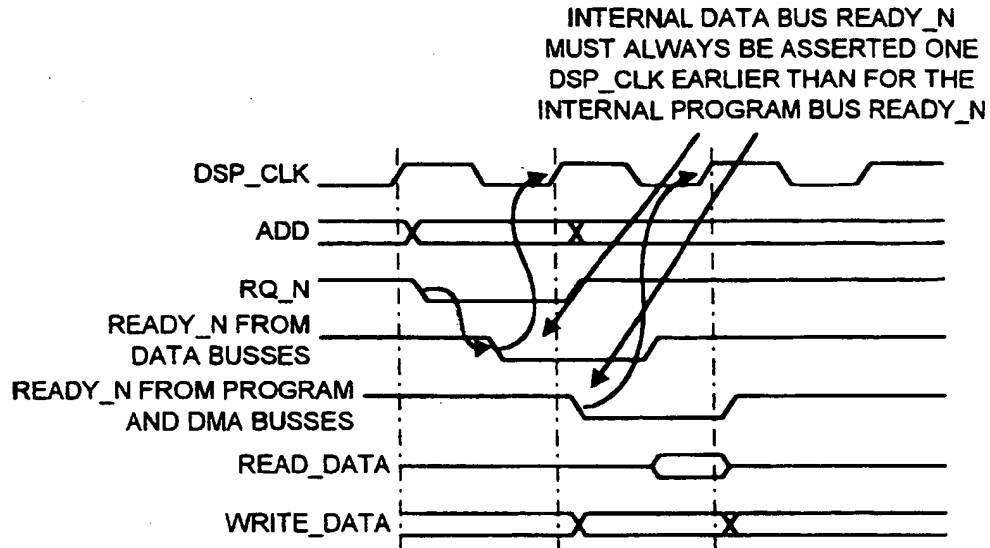 INTERNAL DATA BUS READY_N
MUST ALWAYS BE ASSERTED ONE
DSP_CLK EARLIER THAN FOR THE
INTERNAL PROGRAM BUS READY_N
DSP_CLK
ADD
RQ_N
READY_N FROM
DATA BUSSES
READY_N FROM PROGRAM
AND DMA BUSSES
READ_DATA
WRITE_DATA